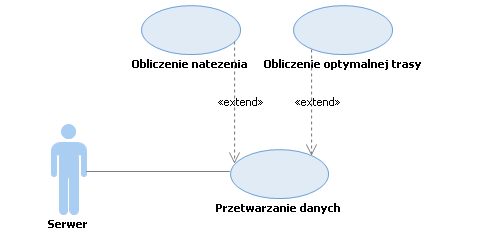 Obliczenie natezenia
Obliczenie optymalnej trasy
«extend»
«extend»
Przetwarzanie danych
Serwer